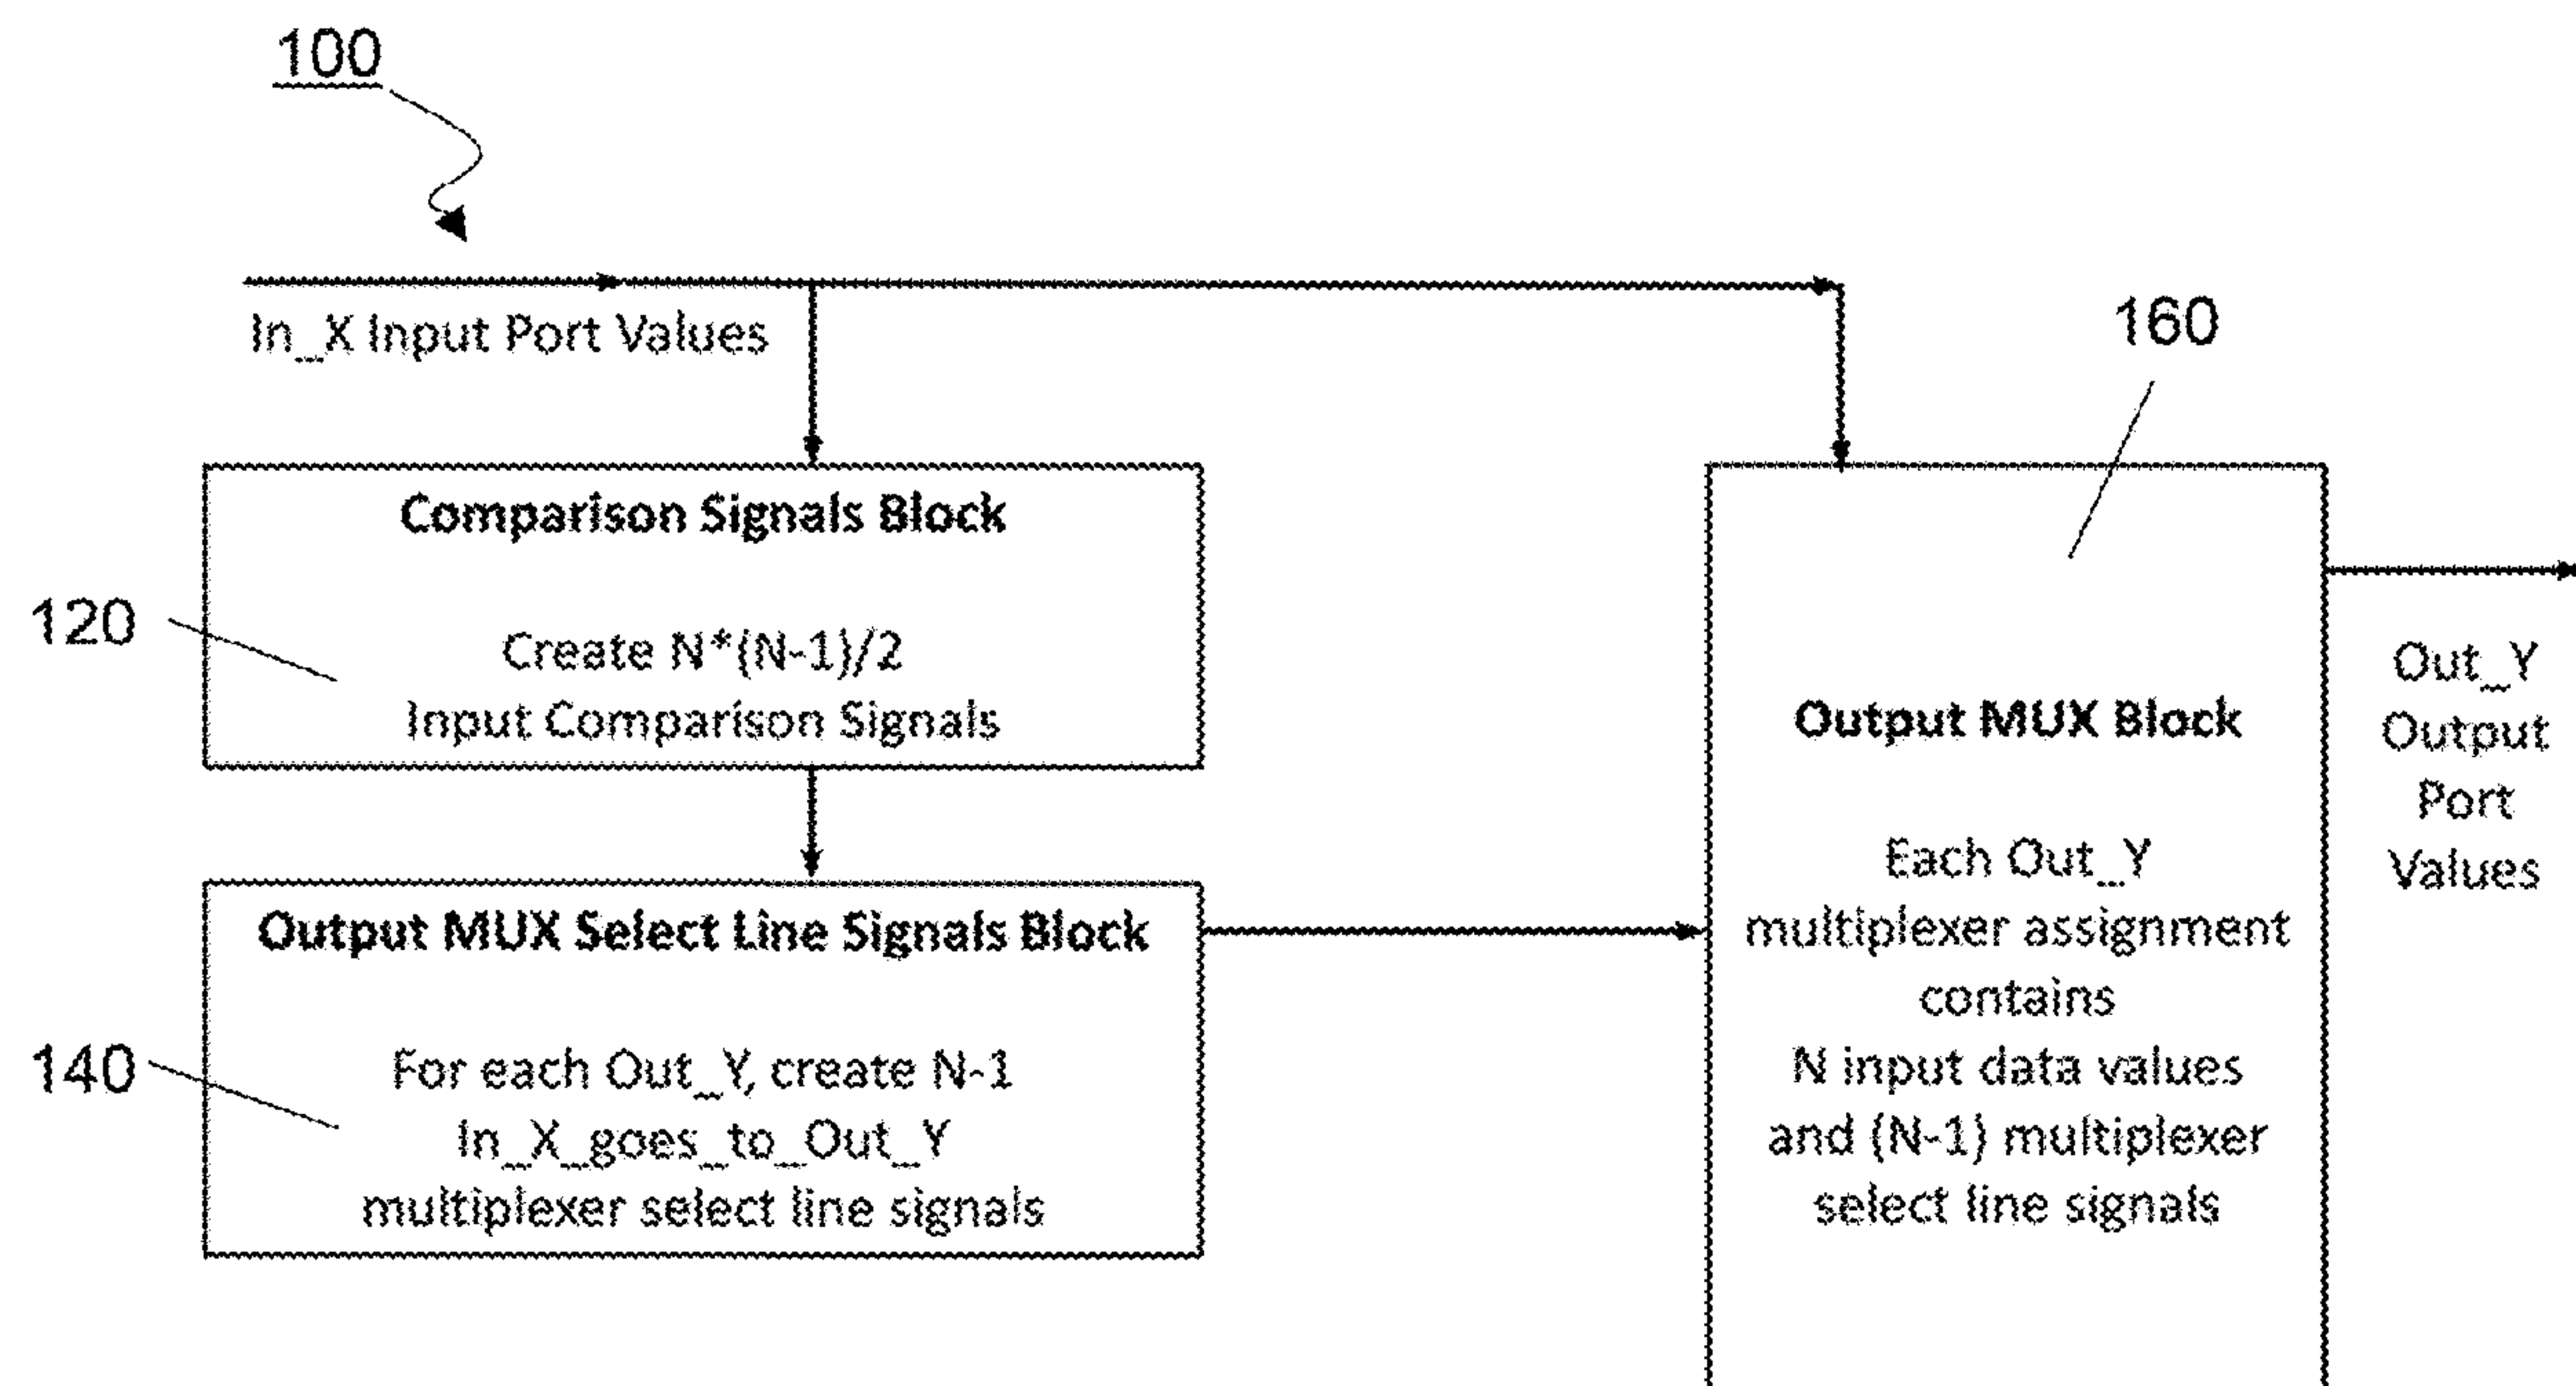 100
In_X Input Port Values
160
Comparison Signals Block
120
Create N*(N-1)/2
Input Comparison Signals
Output MUX Select Line Signals Block
140
For each Out_Y, create N-1
In_X_goes_to_Out_Y
multiplexer select line signals
Output MUX Block
Each Out_Y
multiplexer assignment
contains
N input data values
and (N-1) multiplexer
select line signals
Out_Y
Output
Port
Values